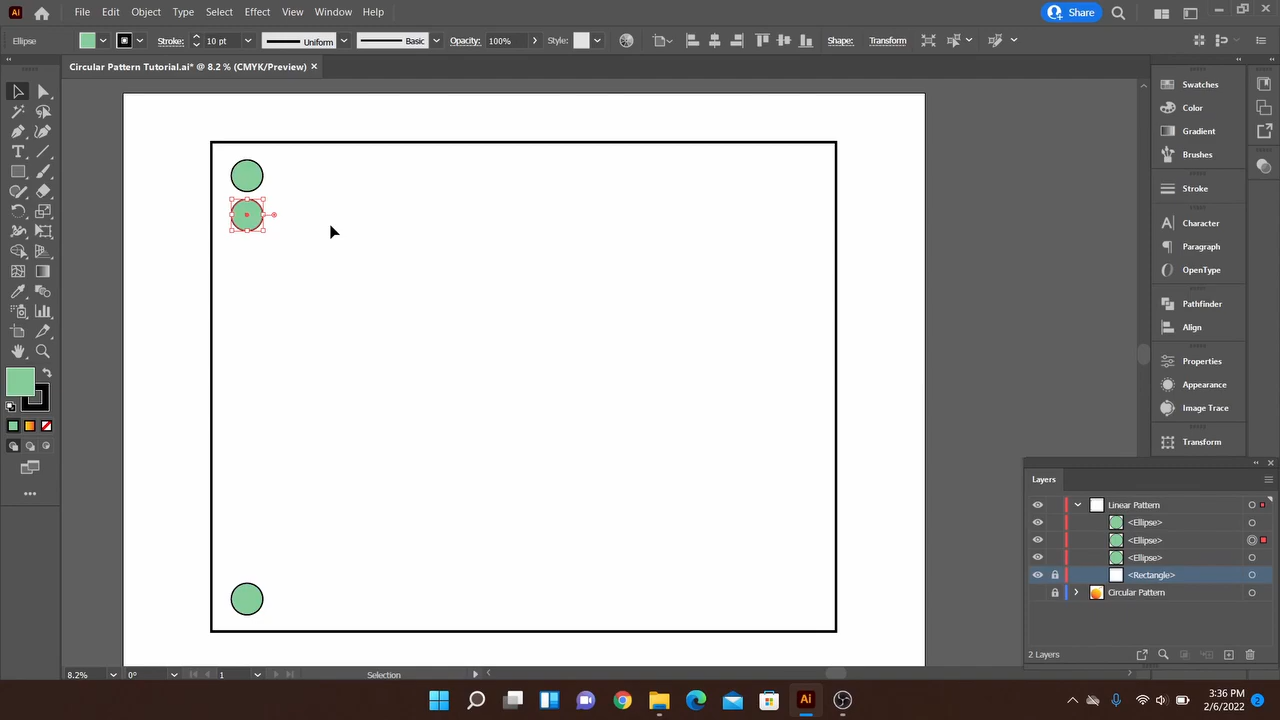 Ai File Edit Object Type Select Effect View Window Help Share
Ellipse Stroke: 10 pt Uniform Basic Opacity: 100% Style: Shape: Transform
Circular Pattern Tutorial.ai* @ 8.2 % (CMYK/Preview) ×
Swatches
Color
Gradient
Brushes
Stroke
Character
Paragraph
OpenType
Pathfinder
Align
Properties
Appearance
Image Trace
Transform
Layers
Linear Pattern
<Ellipse>
<Ellipse>
<Ellipse>
<Rectangle>
Circular Pattern
2 Layers
8.2% 0° 1 Selection
Ai
3:36 PM
2/6/2022
2